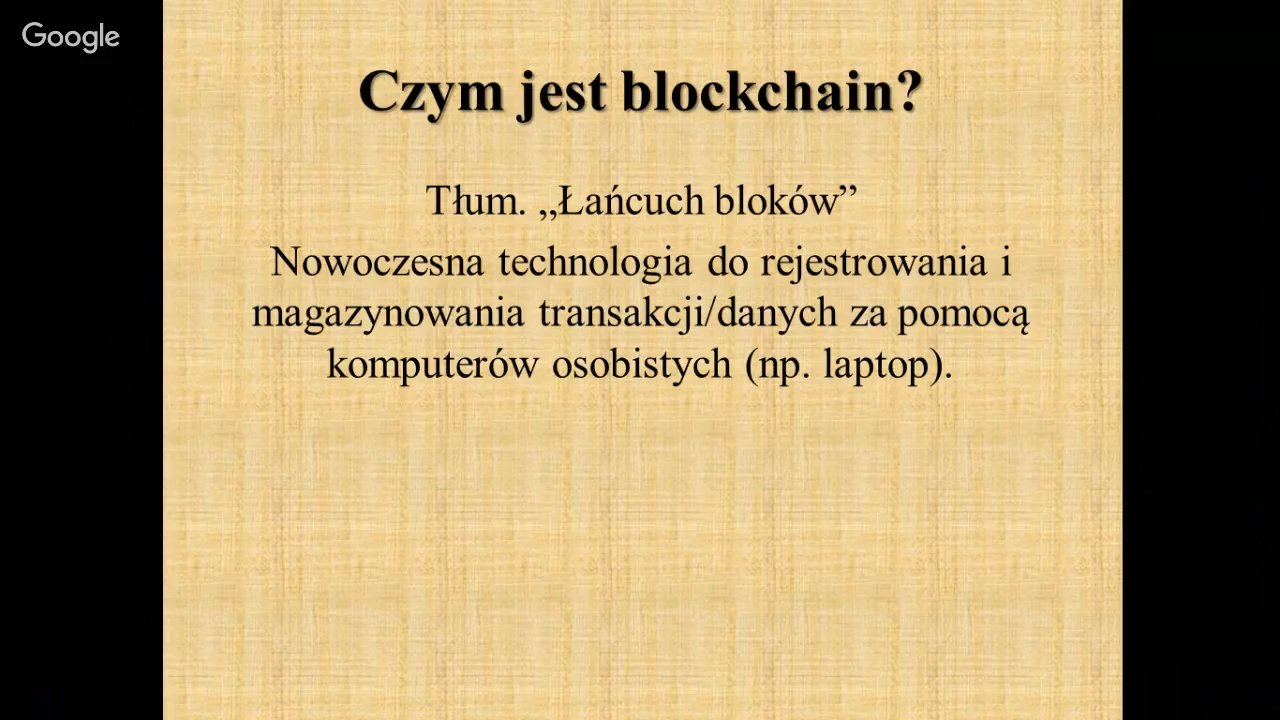 Google
Czym jest blockchain?
Tłum. „Łańcuch bloków”
Nowoczesna technologia do rejestrowania i
magazynowania transakcji/danych za pomocą
komputerów osobistych (np. laptop).